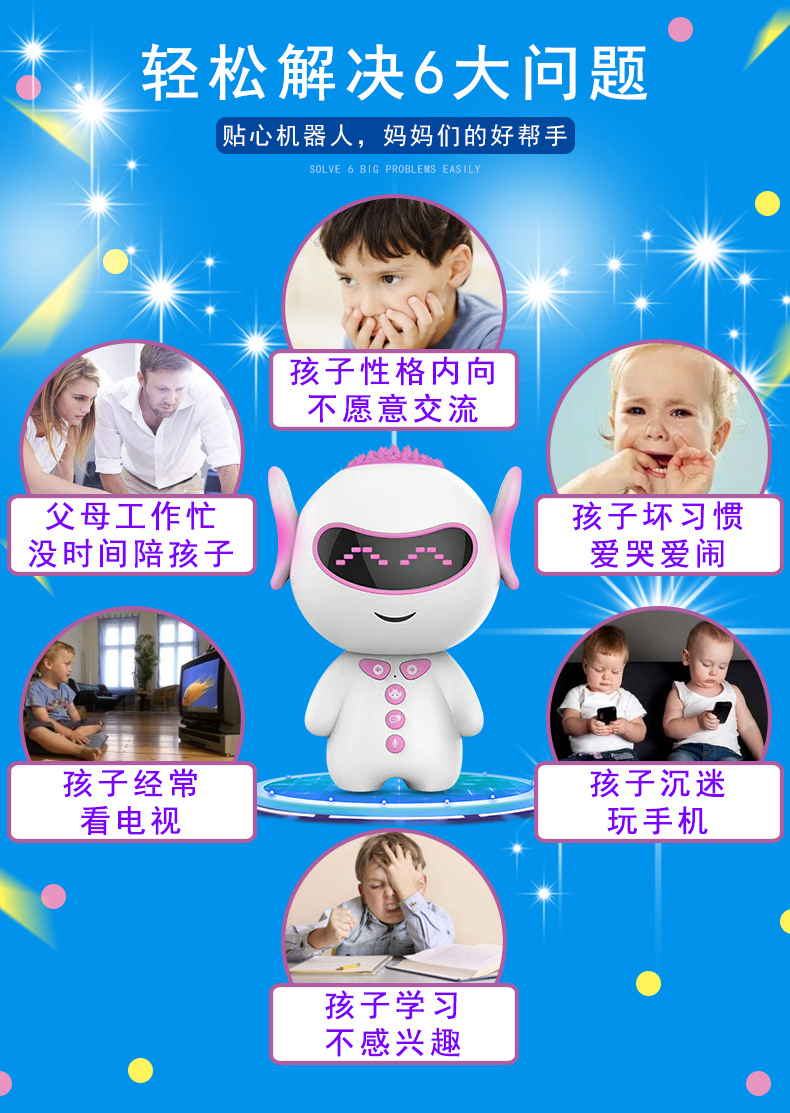 轻松解决6大问题
贴心机器人，妈妈们的好帮手
SOLVE 6 BIG PROBLEMS EASILY
孩子性格内向
不愿意交流
父母工作忙
没时间陪孩子
孩子坏习惯
爱哭爱闹
孩子经常
看电视
孩子沉迷
玩手机
孩子学习
不感兴趣